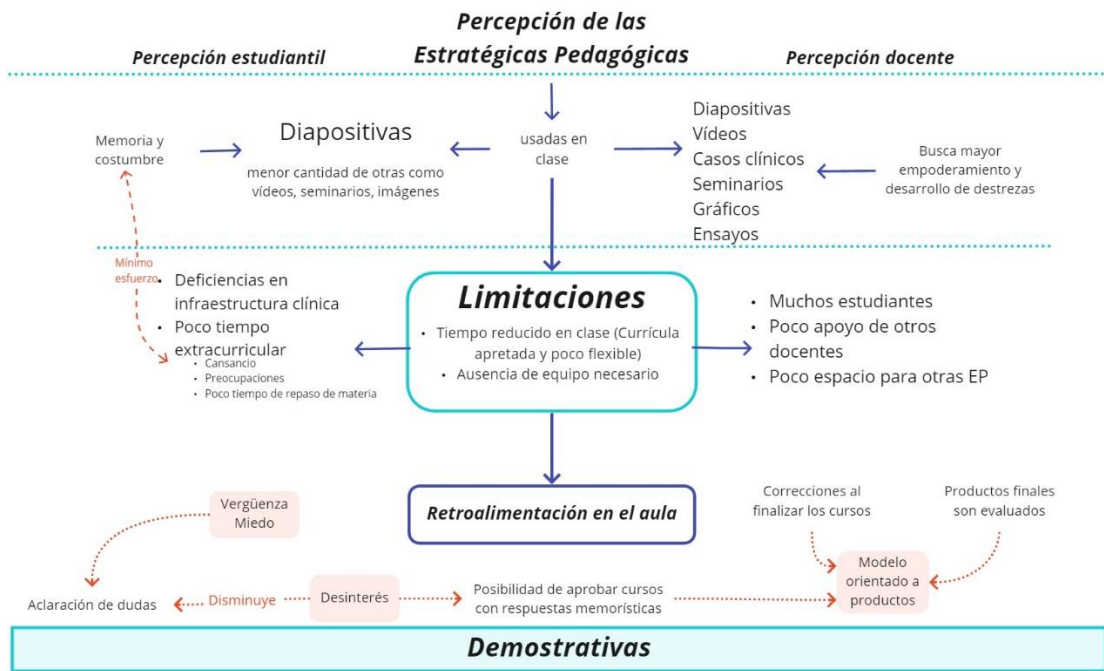 Percepción de las
Estratégicas Pedagógicas
Percepción estudiantil
Percepción docente
Memoria y
costumbre
Diapositivas
menor cantidad de otras como
vídeos, seminarios, imágenes
usadas en
clase
Diapositivas
Vídeos
Casos clínicos
Seminarios
Gráficos
Ensayos
Busca mayor
empoderamiento y
desarrollo de destrezas
Mínimo
esfuerzo
• Deficiencias en
infraestructura clínica
• Poco tiempo
extracurricular
• Cansancio
• Preocupaciones
• Poco tiempo de repaso de materia
Limitaciones
• Tiempo reducido en clase (Currícula
apretada y poco flexible)
• Ausencia de equipo necesario
• Muchos estudiantes
• Poco apoyo de otros
docentes
• Poco espacio para otras EP
Retroalimentación en el aula
Vergüenza
Miedo
Correcciones al
finalizar los cursos
Productos finales
son evaluados
Aclaración de dudas
Disminuye
Desinterés
Posibilidad de aprobar cursos
con respuestas memorísticas
Modelo
orientado a
productos
Demostrativas